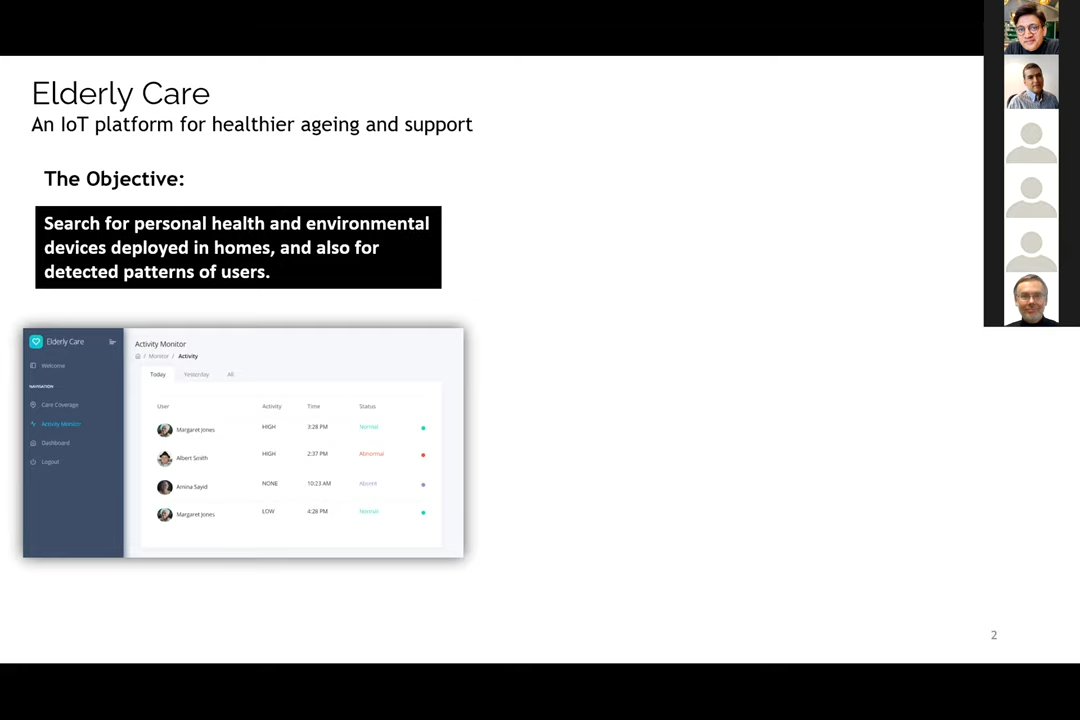 Elderly Care
An IoT platform for healthier ageing and support
The Objective:
Search for personal health and environmental
devices deployed in homes, and also for
detected patterns of users.
Elderly Care
Welcome
NAVIGATION
Care Coverage
Activity Monitor
Dashboard
Logout
Activity Monitor
/ Monitor / Activity
Today Yesterday All
User Activity Time Status
Margaret Jones HIGH 3:28 PM Normal
Albert Smith HIGH 2:37 PM Abnormal
Amina Sayid NONE 10:23 AM Absent
Margaret Jones LOW 4:28 PM Normal
2